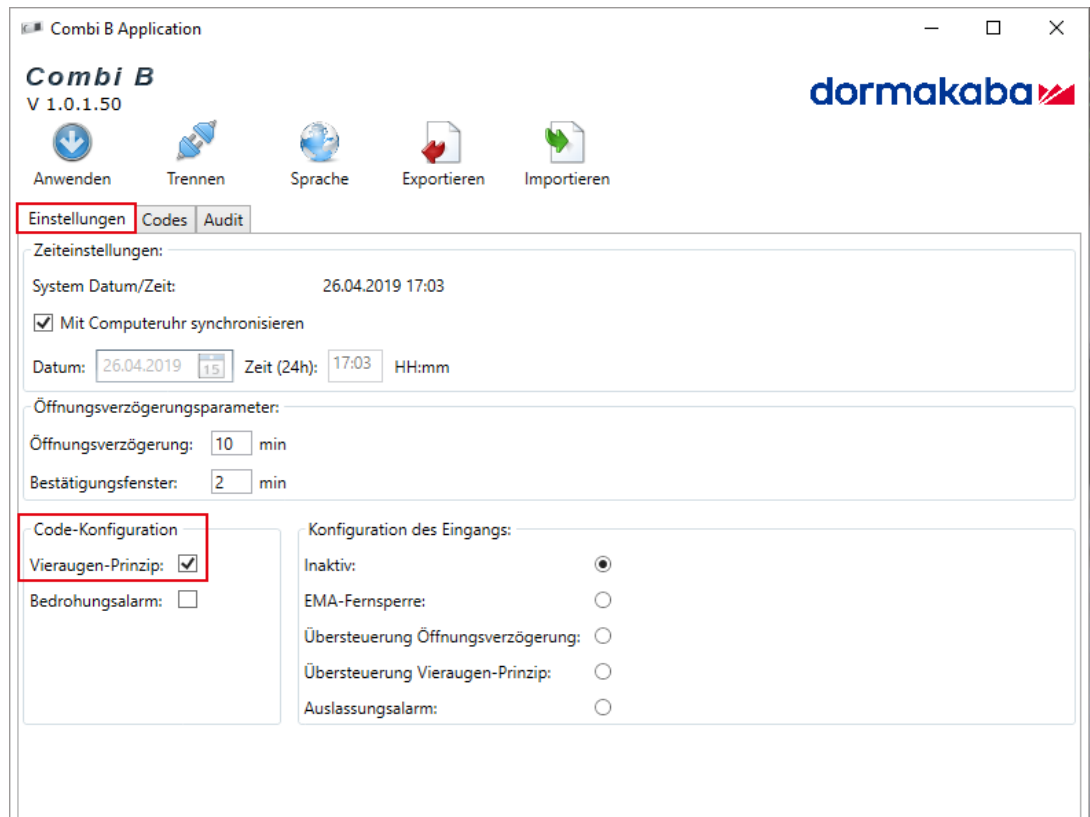 Combi B Application
Combi B
V 1.0.1.50
dormakaba
Anwenden Trennen Sprache Exportieren Importieren
Einstellungen Codes Audit
Zeiteinstellungen:
System Datum/Zeit: 26.04.2019 17:03
Mit Computeruhr synchronisieren
Datum: 26.04.2019 15 Zeit (24h): 17:03 HH:mm
Öffnungsverzögerungsparameter:
Öffnungsverzögerung: 10 min
Bestätigungsfenster: 2 min
Code-Konfiguration
Vieraugen-Prinzip:
Bedrohungsalarm:
Konfiguration des Eingangs:
Inaktiv:
EMA-Fernsperre:
Übersteuerung Öffnungsverzögerung:
Übersteuerung Vieraugen-Prinzip:
Auslassungsalarm: